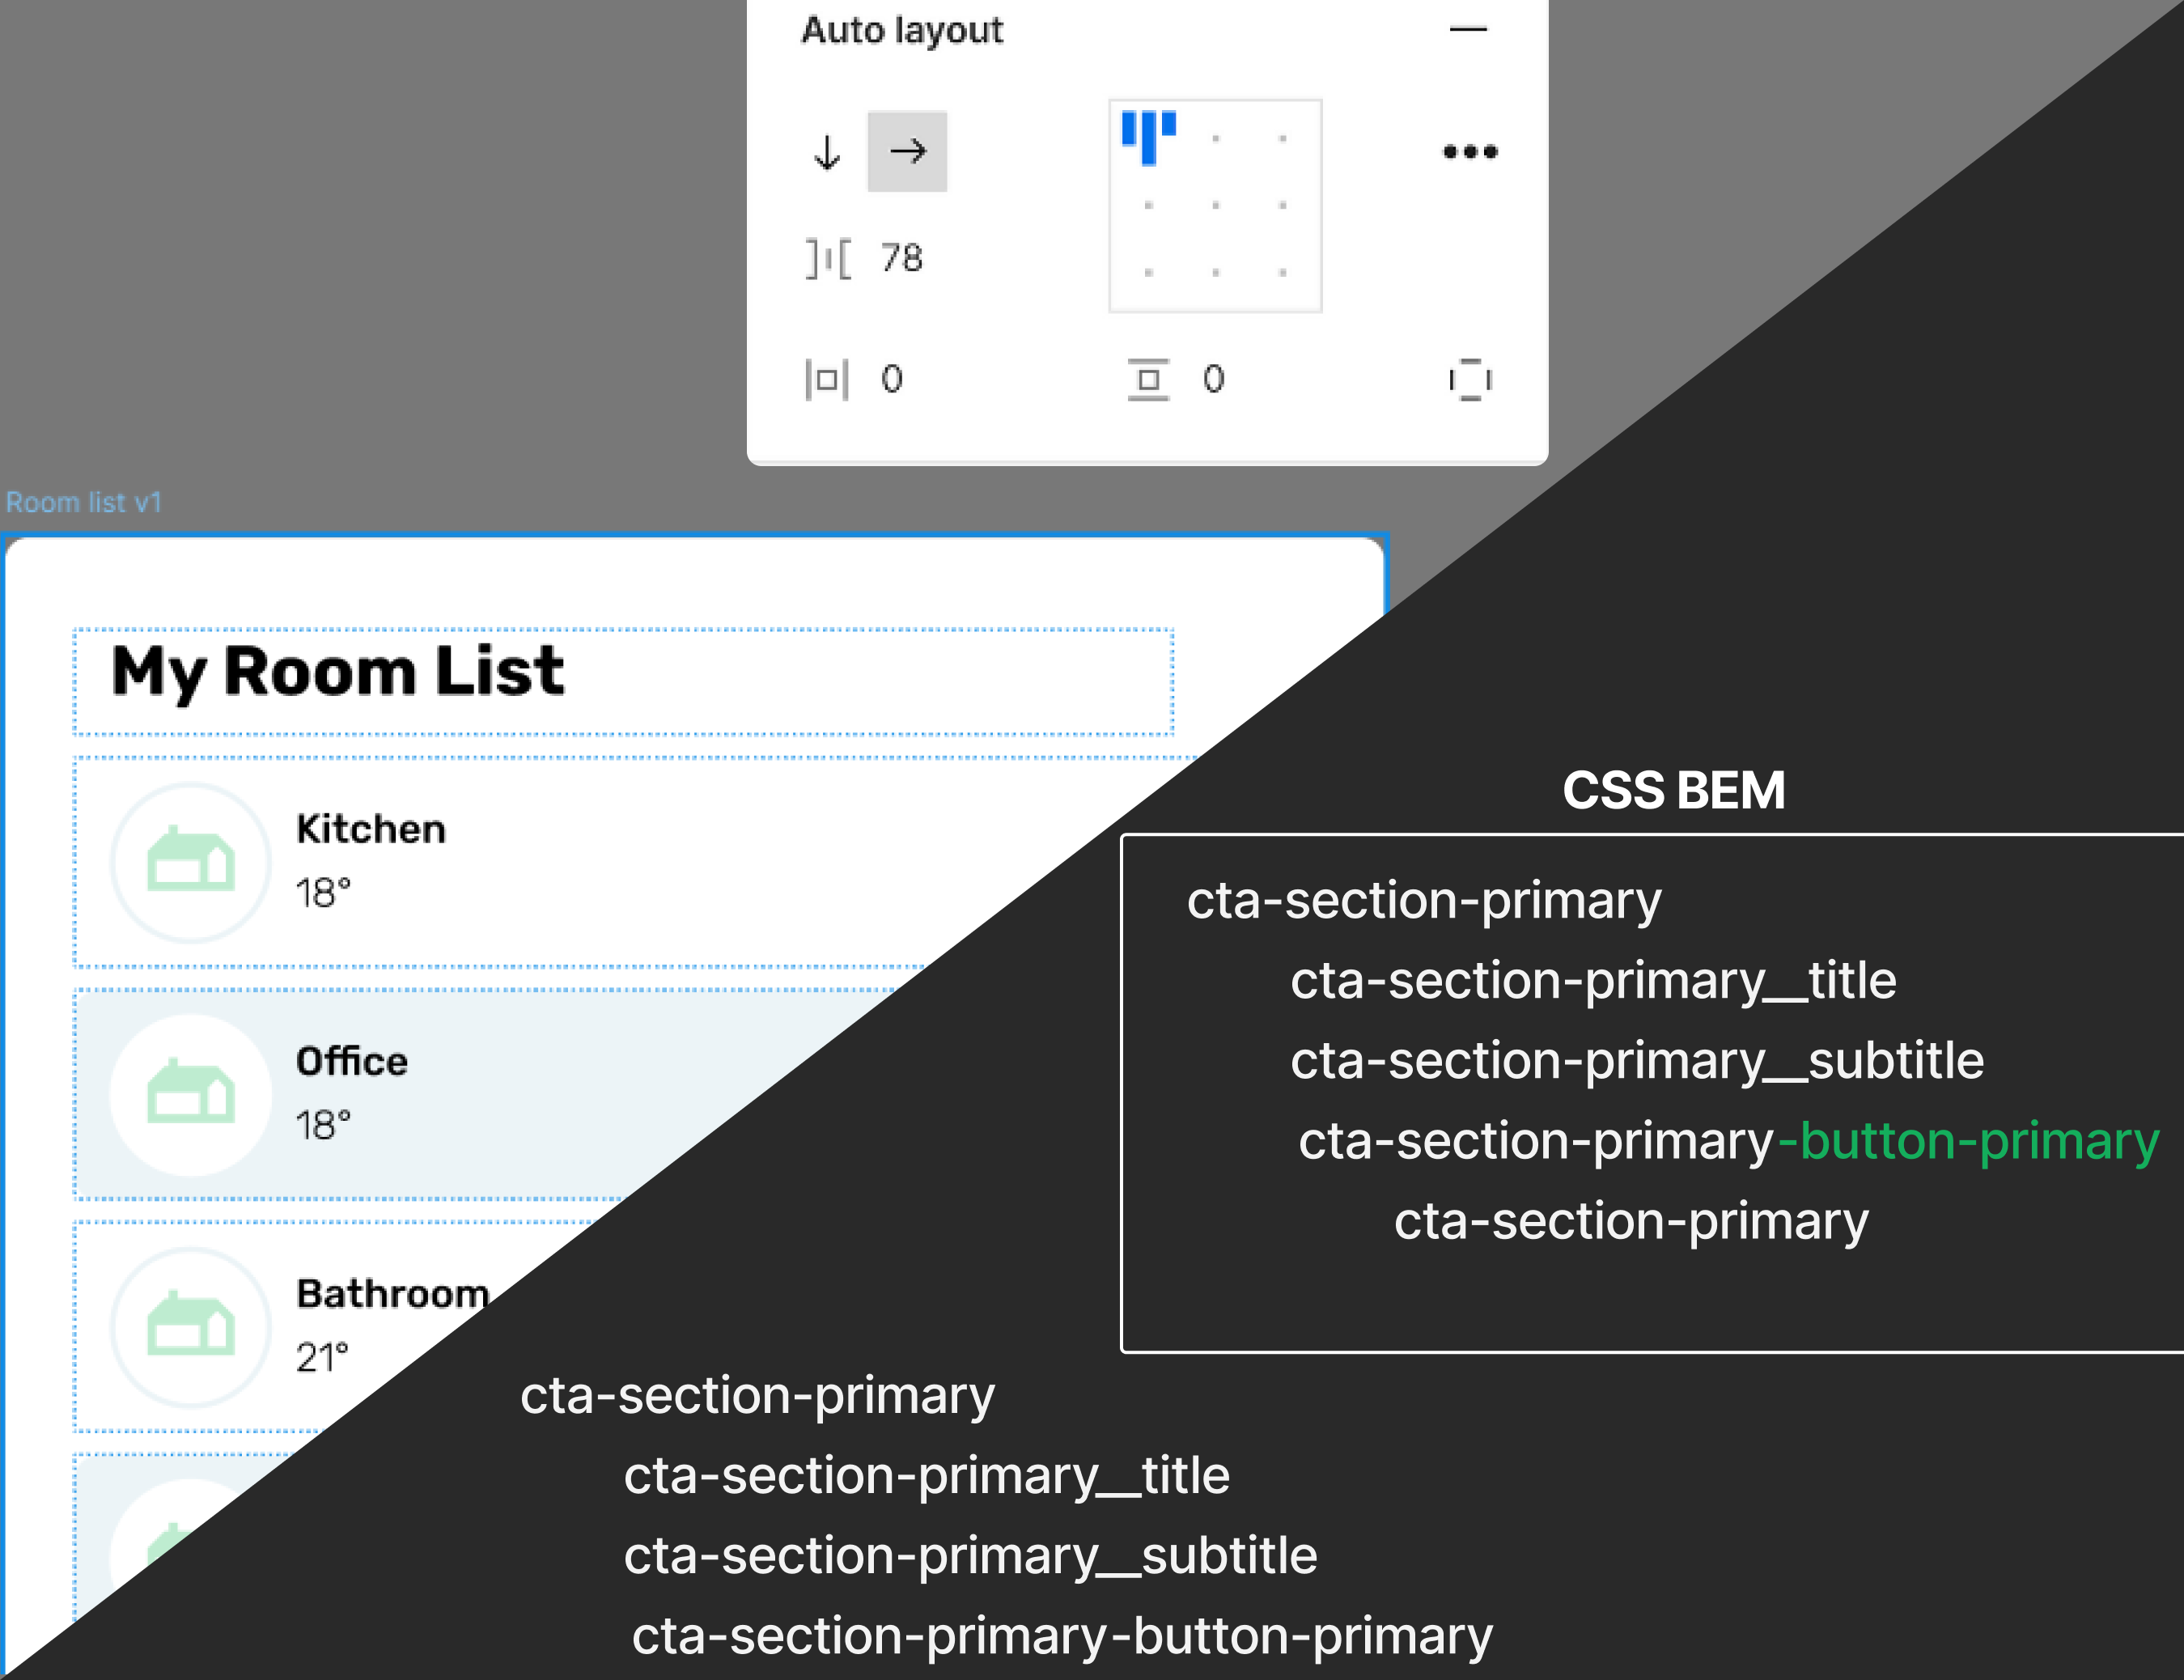 Auto layout
78
0
0
Room list v1
My Room List
Kitchen
18°
Office
18°
Bathroom
21°
CSS BEM
cta-section-primary
cta-section-primary__title
cta-section-primary__subtitle
cta-section-primary-button-primary
cta-section-primary
cta-section-primary
cta-section-primary__title
cta-section-primary__subtitle
cta-section-primary-button-primary